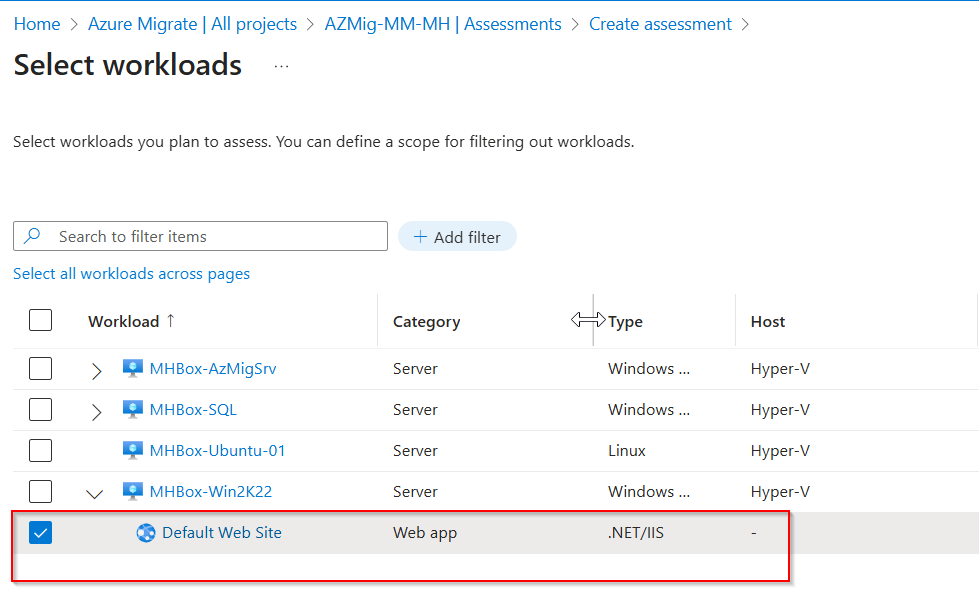 Home > Azure Migrate | All projects > AZMig-MM-MH | Assessments > Create assessment >
Select workloads ...
Select workloads you plan to assess. You can define a scope for filtering out workloads.
Search to filter items + Add filter
Select all workloads across pages
Workload ↑ Category Type Host
MHBox-AzMigSrv Server Windows ... Hyper-V
MHBox-SQL Server Windows ... Hyper-V
MHBox-Ubuntu-01 Server Linux Hyper-V
MHBox-Win2K22 Server Windows ... Hyper-V
Default Web Site Web app .NET/IIS -